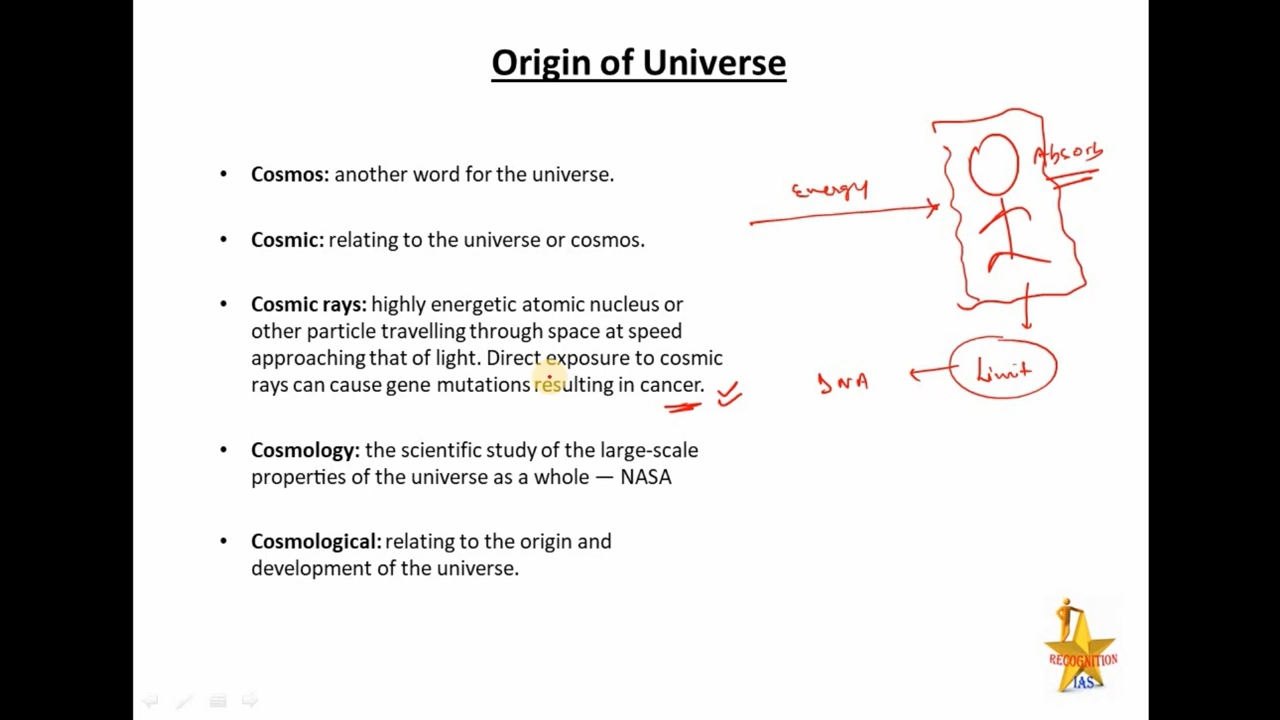 Origin of Universe
• Cosmos: another word for the universe.
• Cosmic: relating to the universe or cosmos.
• Cosmic rays: highly energetic atomic nucleus or
other particle travelling through space at speed
approaching that of light. Direct exposure to cosmic
rays can cause gene mutations resulting in cancer.
• Cosmology: the scientific study of the large-scale
properties of the universe as a whole — NASA
• Cosmological: relating to the origin and
development of the universe.
Energy
Absorb
Limit
DNA
RECOGNITION
IAS